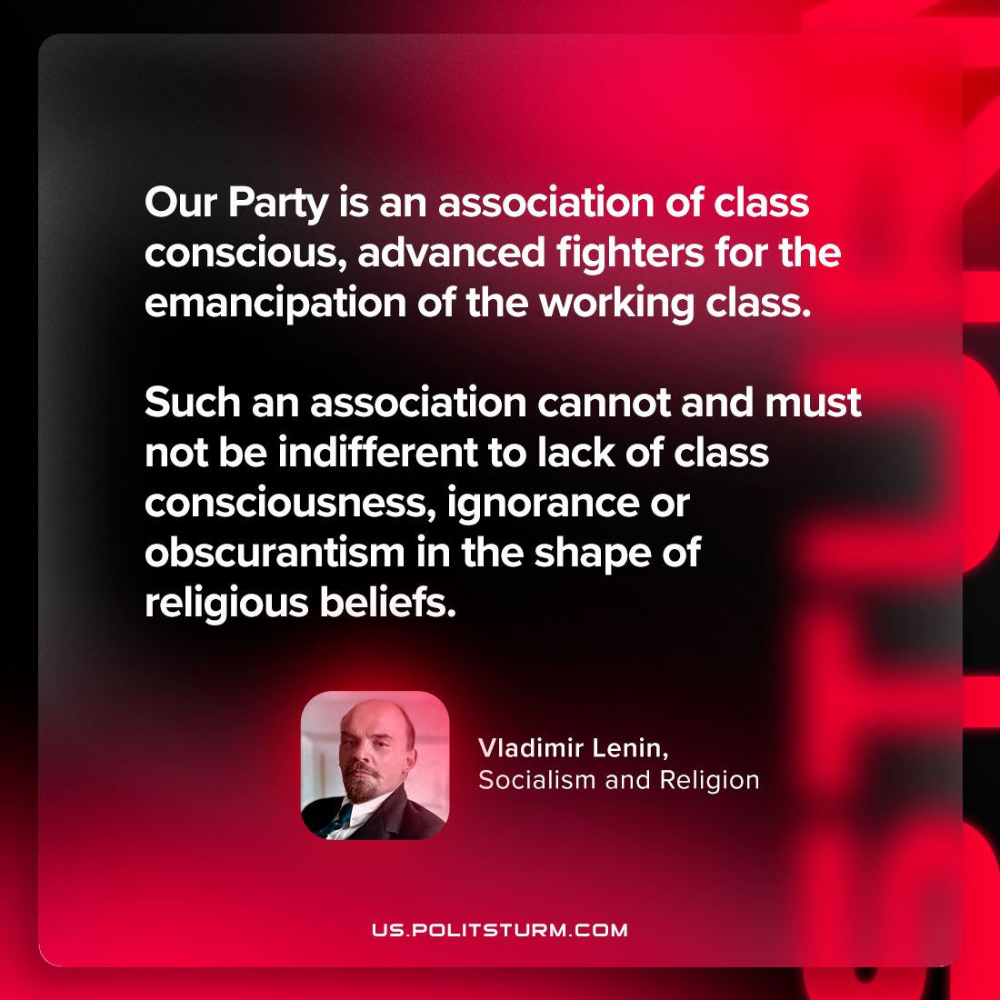 Our Party is an association of class
conscious, advanced fighters for the
emancipation of the working class.
Such an association cannot and must
not be indifferent to lack of class
consciousness, ignorance or
obscurantism in the shape of
religious beliefs.
Vladimir Lenin,
Socialism and Religion
US.POLITSTURM.COM